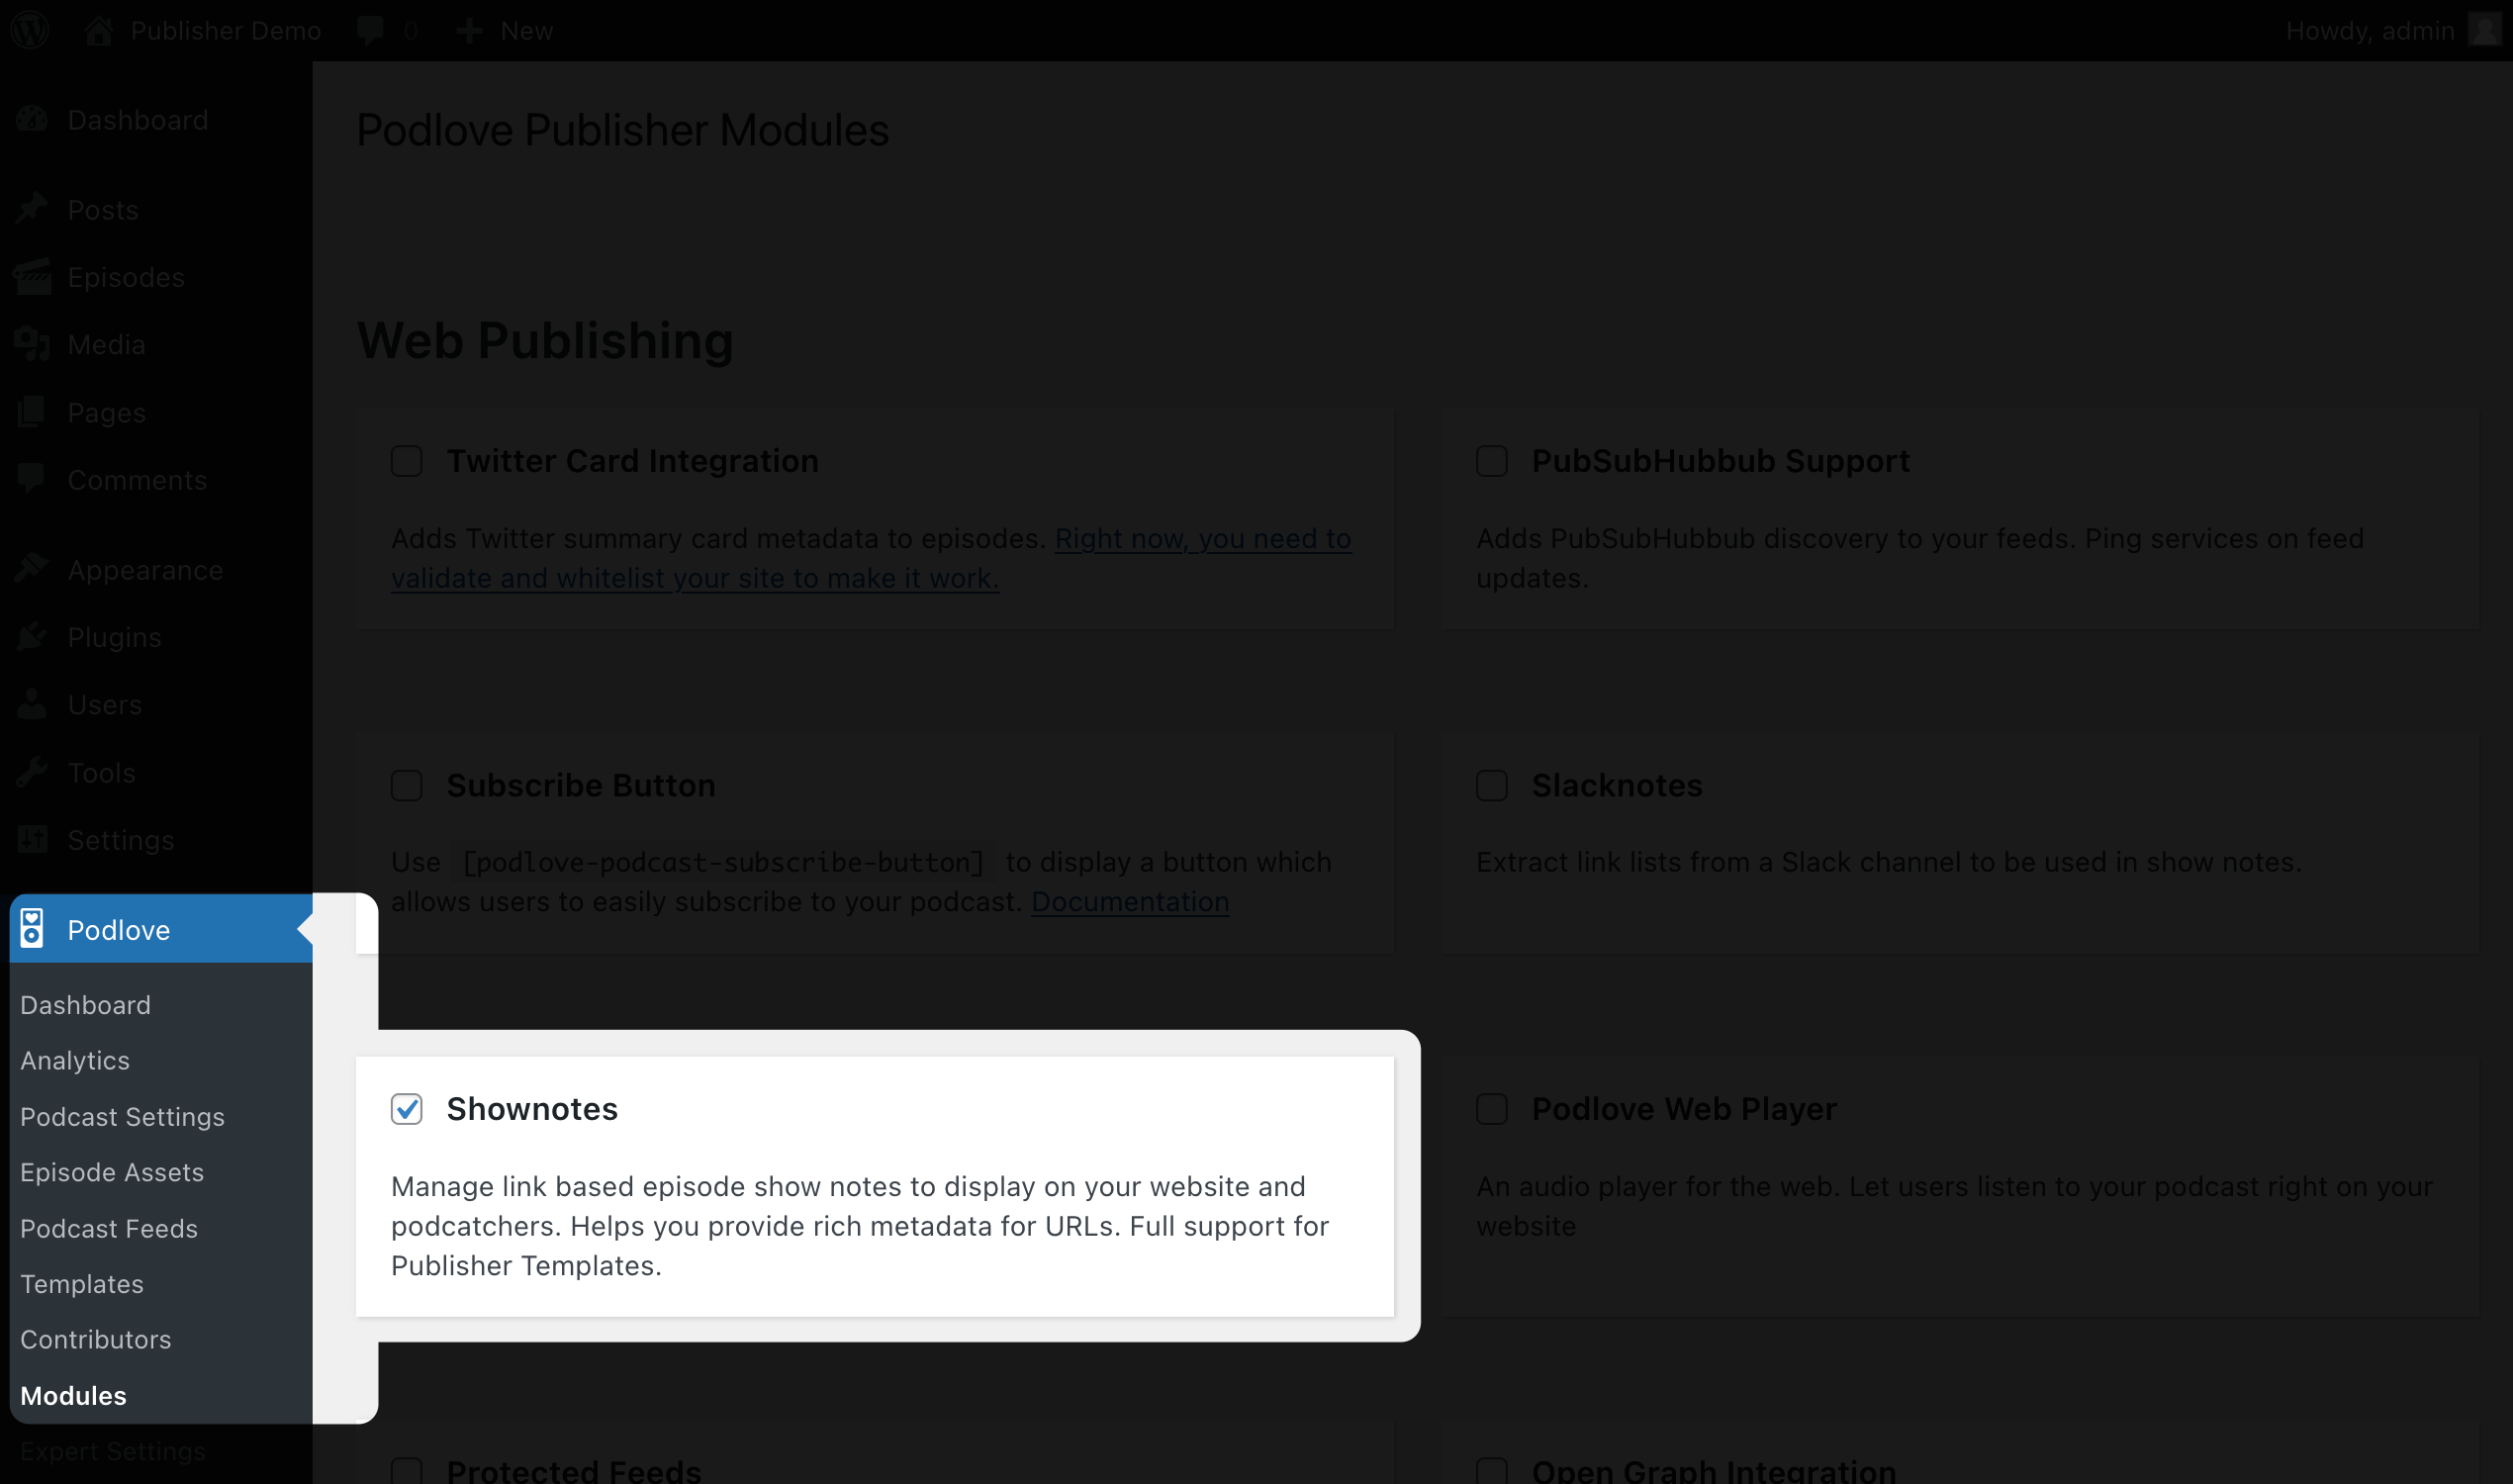 Publisher Demo 0 New Howdy, admin
Dashboard
Posts
Episodes
Media
Pages
Comments
Appearance
Plugins
Users
Tools
Settings
Podlove
Dashboard
Analytics
Podcast Settings
Episode Assets
Podcast Feeds
Templates
Contributors
Modules
Expert Settings
Podlove Publisher Modules
Web Publishing
Twitter Card Integration
Adds Twitter summary card metadata to episodes. Right now, you need to
validate and whitelist your site to make it work.
PubSubHubbub Support
Adds PubSubHubbub discovery to your feeds. Ping services on feed
updates.
Subscribe Button
Use [podlove-podcast-subscribe-button] to display a button which
allows users to easily subscribe to your podcast. Documentation
Slacknotes
Extract link lists from a Slack channel to be used in show notes.
Shownotes
Manage link based episode show notes to display on your website and
podcatchers. Helps you provide rich metadata for URLs. Full support for
Publisher Templates.
Podlove Web Player
An audio player for the web. Let users listen to your podcast right on your
website
Protected Feeds
Open Graph Integration